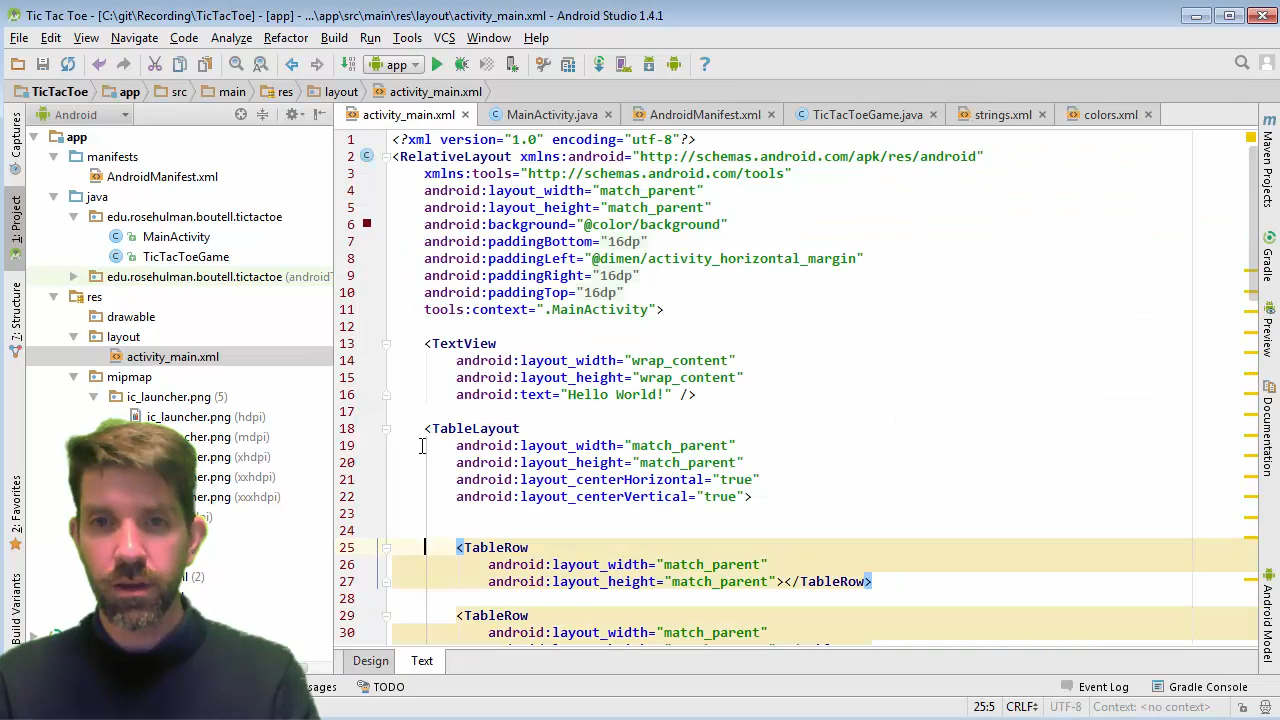 Tic Tac Toe - [C:\git\Recording\TicTacToe] - [app] - ...\app\src\main\res\layout\activity_main.xml - Android Studio 1.4.1
File Edit View Navigate Code Analyze Refactor Build Run Tools VCS Window Help
app
TicTacToe app src main res layout activity_main.xml
Android
activity_main.xml MainActivity.java AndroidManifest.xml TicTacToeGame.java strings.xml colors.xml
Captures
1: Project
2: Structure
Build Variants
app
manifests
AndroidManifest.xml
java
edu.rosehulman.boutell.tictactoe
MainActivity
TicTacToeGame
edu.rosehulman.boutell.tictactoe (android
res
drawable
layout
activity_main.xml
mipmap
ic_launcher.png (5)
ic_launcher.png (hdpi)
cher.png (mdpi)
cher.png (xhdpi)
cher.png (xxhdpi)
.png (xxxhdpi)
(2)
1 <?xml version="1.0" encoding="utf-8"?>
2 <RelativeLayout xmlns:android="http://schemas.android.com/apk/res/android"
3 xmlns:tools="http://schemas.android.com/tools"
4 android:layout_width="match_parent"
5 android:layout_height="match_parent"
6 android:background="@color/background"
7 android:paddingBottom="16dp"
8 android:paddingLeft="@dimen/activity_horizontal_margin"
9 android:paddingRight="16dp"
10 android:paddingTop="16dp"
11 tools:context=".MainActivity">
12
13 <TextView
14 android:layout_width="wrap_content"
15 android:layout_height="wrap_content"
16 android:text="Hello World!" />
17
18 <TableLayout
19 android:layout_width="match_parent"
20 android:layout_height="match_parent"
21 android:layout_centerHorizontal="true"
22 android:layout_centerVertical="true">
23
24
25 <TableRow
26 android:layout_width="match_parent"
27 android:layout_height="match_parent"></TableRow>
28
29 <TableRow
30 android:layout_width="match_parent"
Design Text
Maven Projects
Gradle
Preview
Documentation
Android Model
ssages TODO Event Log Gradle Console
25:5 CRLF UTF-8 Context: <no context>